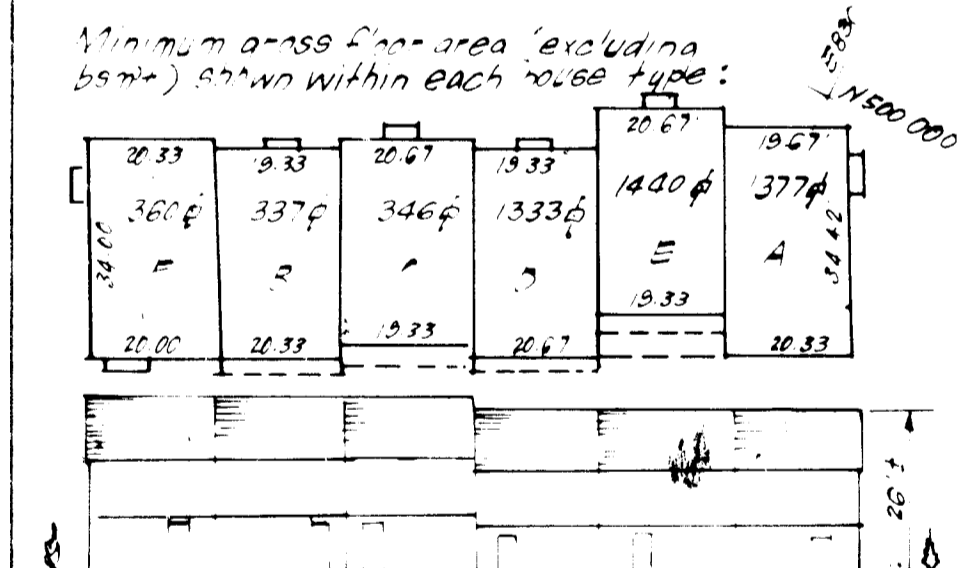 Minimum gross floor area (excluding
bsmt) shown within each house type:
N 500 000
20.33
19.33
20.67
19.33
20.67
19.67
360 ϕ
337 ϕ
346 ϕ
1333 ϕ
1440 ϕ
1377 ϕ
34.00
F
B
D
E
A
34.42
20.00
20.33
19.33
20.67
19.33
20.33
26